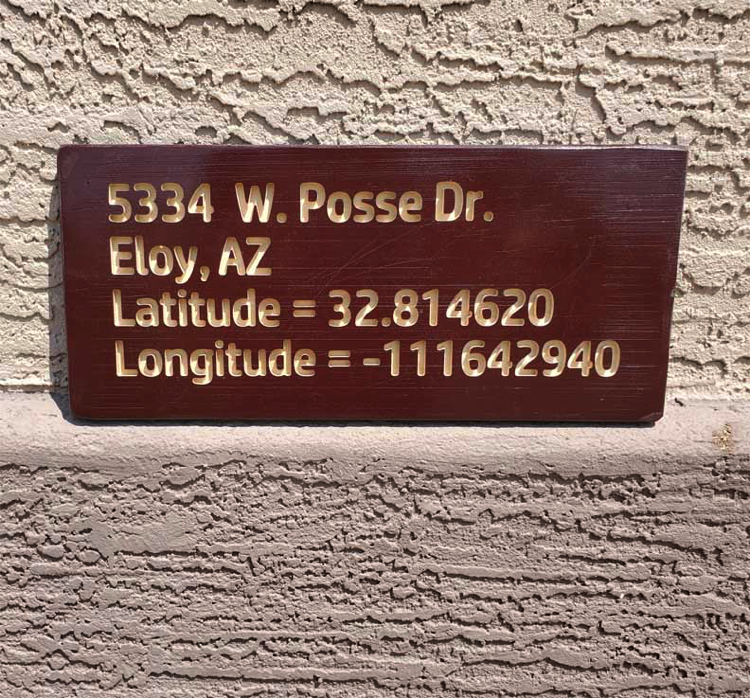 5334 W. Posse Dr.
Eloy, AZ
Latitude = 32.814620
Longitude = -111642940